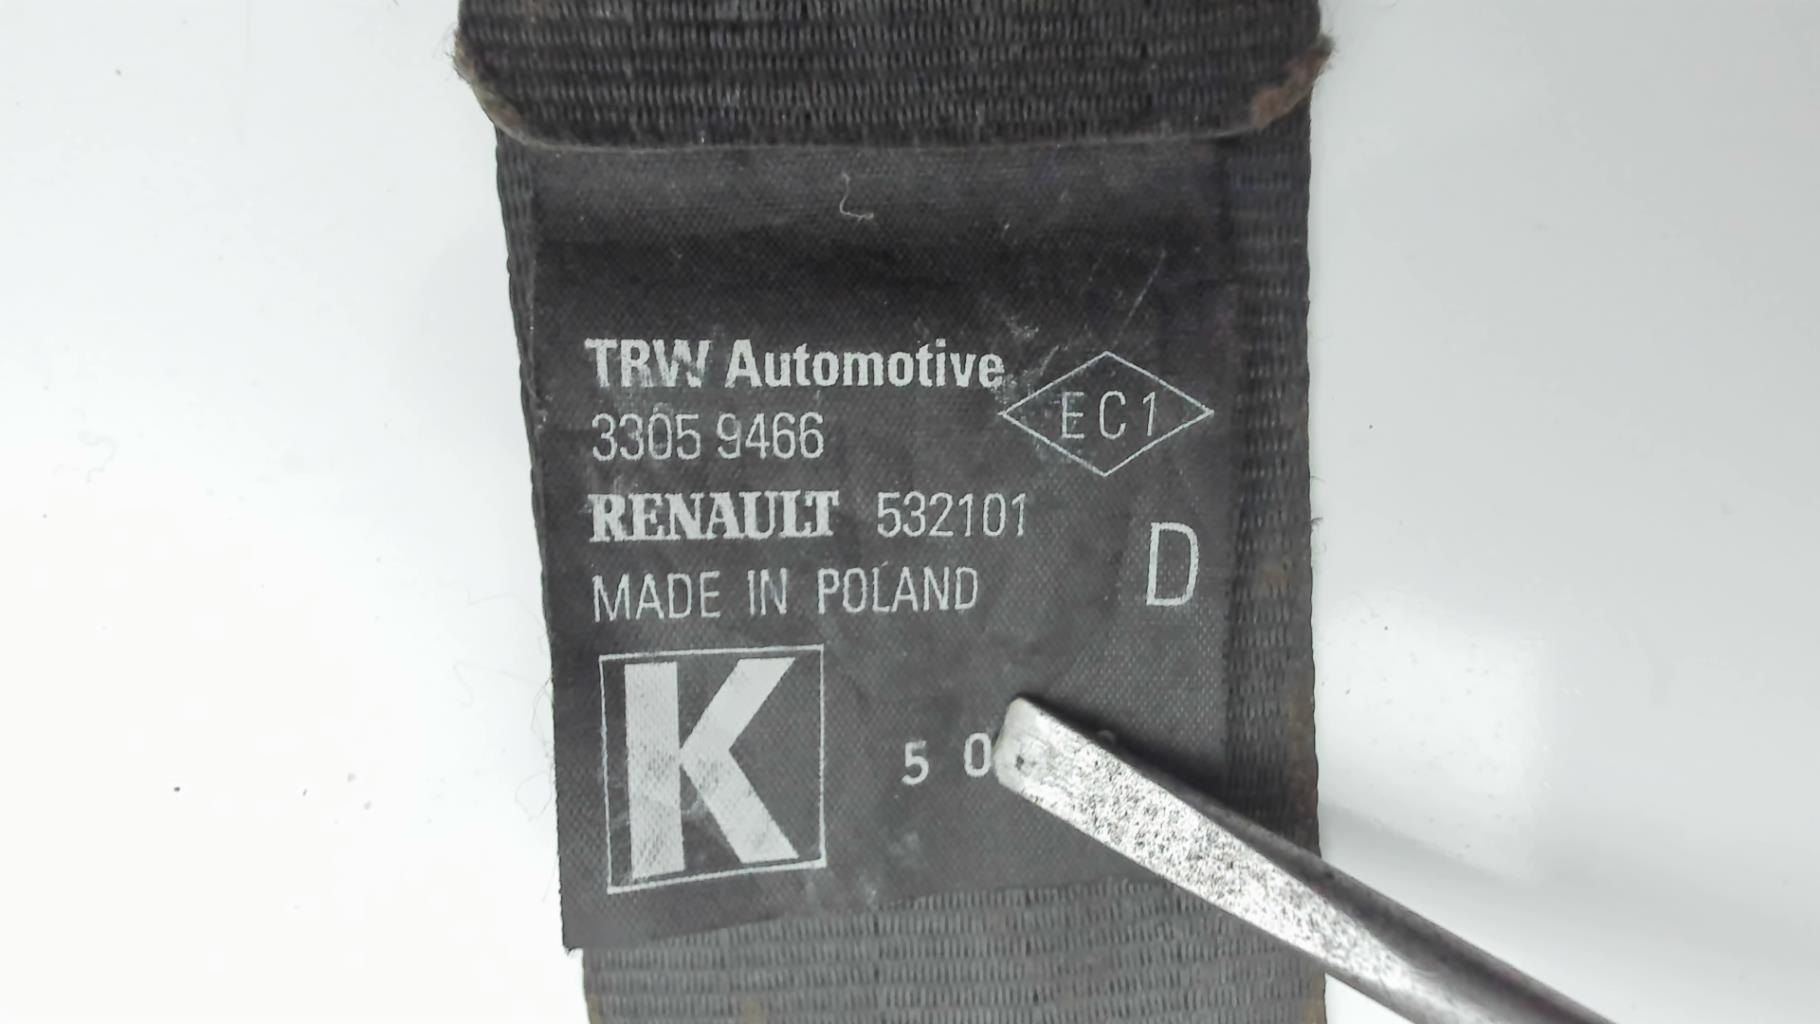 TRW Automotive
EC1
3305 9466
RENAULT 532101
D
MADE IN POLAND
K
5 0